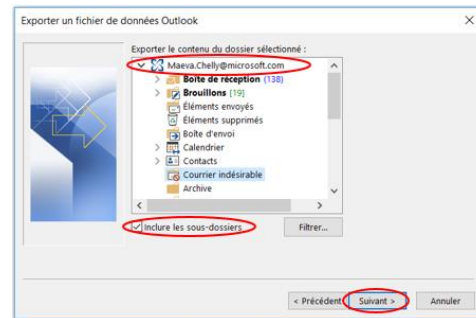 Exporter un fichier de données Outlook
Exporter le contenu du dossier sélectionné :
Maeva.Chelly@microsoft.com
Boîte de réception (138)
Brouillons [19]
Éléments envoyés
Éléments supprimés
Boîte d'envoi
Calendrier
Contacts
Courrier indésirable
Archive
Inclure les sous-dossiers
Filtrer...
< Précédent Suivant > Annuler